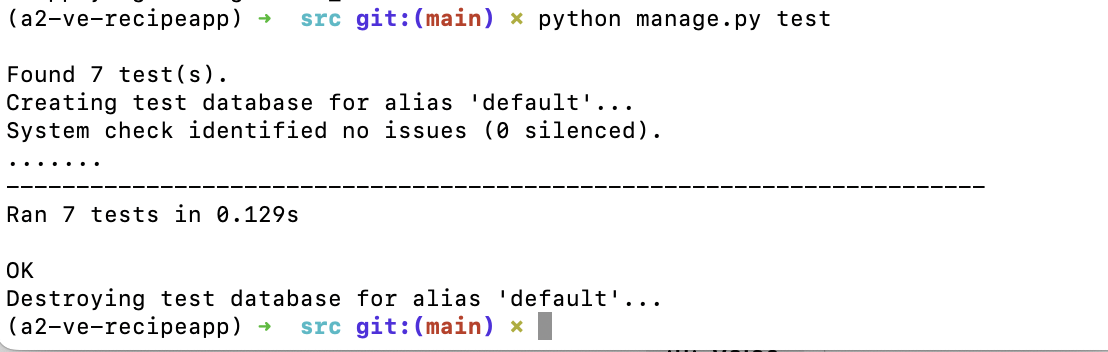 (a2-ve-recipeapp) ➜ src git:(main) ✗ python manage.py test
Found 7 test(s).
Creating test database for alias 'default'...
System check identified no issues (0 silenced).
.......
----------------------------------------------------------------------
Ran 7 tests in 0.129s
OK
Destroying test database for alias 'default'...
(a2-ve-recipeapp) ➜ src git:(main) ✗